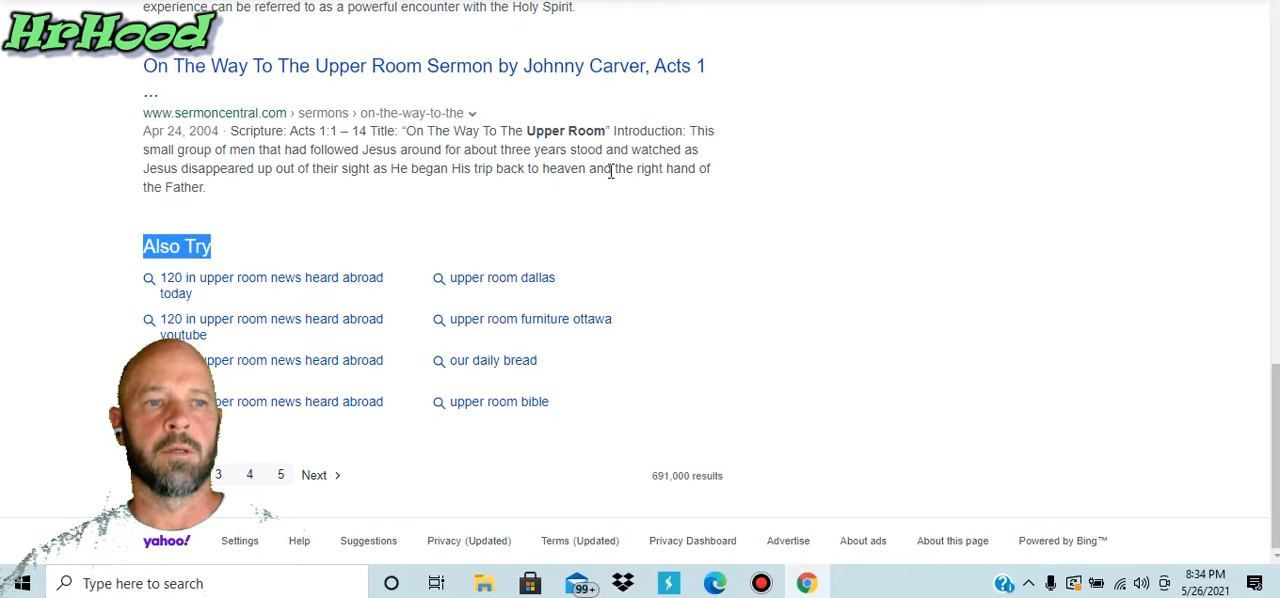 experience can be referred to as a powerful encounter with the Holy Spirit.
HrHood
On The Way To The Upper Room Sermon by Johnny Carver, Acts 1
...
www.sermoncentral.com › sermons › on-the-way-to-the
Apr 24, 2004 · Scripture: Acts 1:1 – 14 Title: “On The Way To The Upper Room” Introduction: This
small group of men that had followed Jesus around for about three years stood and watched as
Jesus disappeared up out of their sight as He began His trip back to heaven and the right hand of
the Father.
Also Try
120 in upper room news heard abroad
today
upper room dallas
120 in upper room news heard abroad
youtube
upper room furniture ottawa
upper room news heard abroad
our daily bread
per room news heard abroad
upper room bible
3 4 5 Next >
691,000 results
yahoo! Settings Help Suggestions Privacy (Updated) Terms (Updated) Privacy Dashboard Advertise About ads About this page Powered by Bing™
Type here to search
99+
8:34 PM
5/26/2021